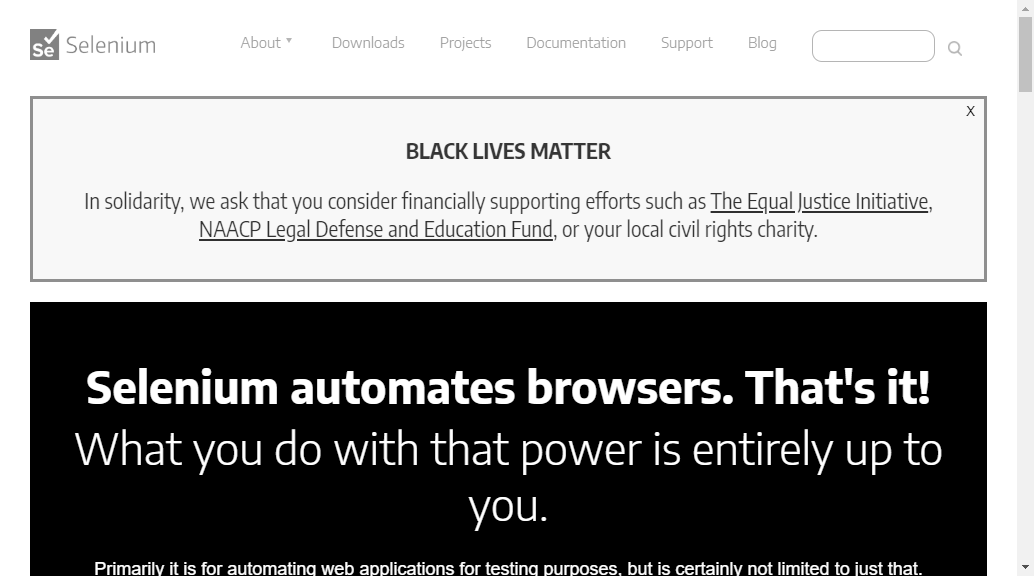 Se Selenium About Downloads Projects Documentation Support Blog
X
BLACK LIVES MATTER
In solidarity, we ask that you consider financially supporting efforts such as The Equal Justice Initiative,
NAACP Legal Defense and Education Fund, or your local civil rights charity.
Selenium automates browsers. That's it!
What you do with that power is entirely up to
you.
Primarily it is for automating web applications for testing purposes, but is certainly not limited to just that.